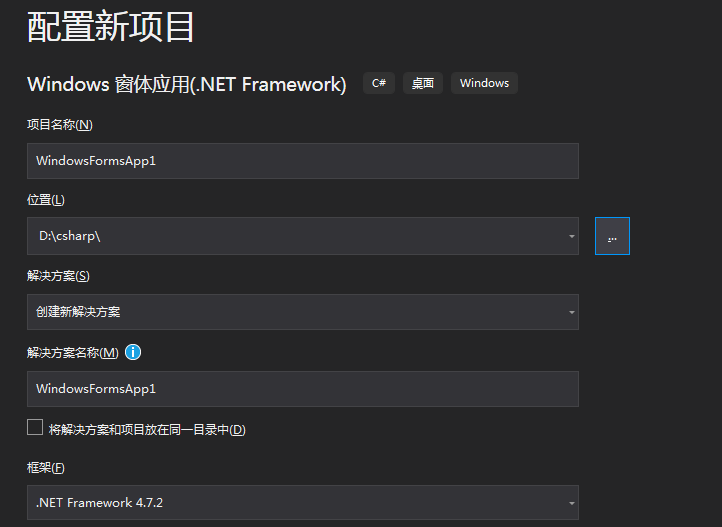 配置新项目
Windows 窗体应用(.NET Framework) C# 桌面 Windows
项目名称(N)
WindowsFormsApp1
位置(L)
D:\csharp\
...
解决方案(S)
创建新解决方案
解决方案名称(M) i
WindowsFormsApp1
将解决方案和项目放在同一目录中(D)
框架(F)
.NET Framework 4.7.2